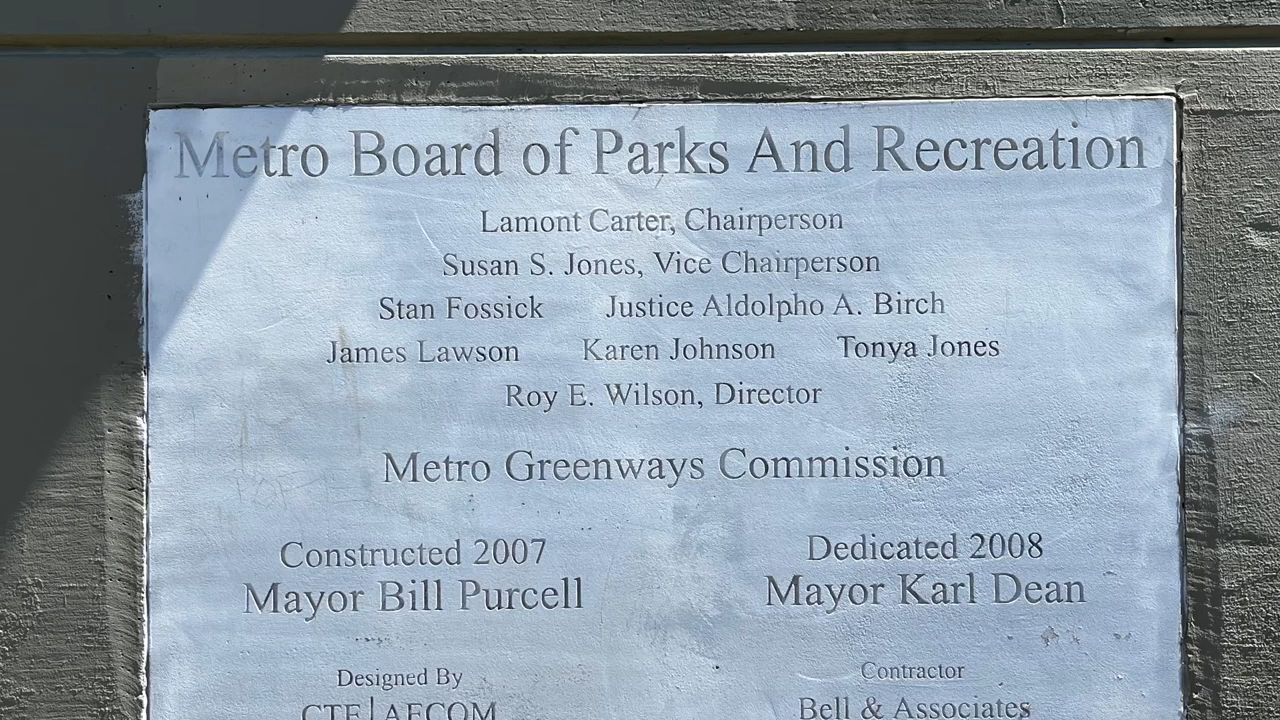 Metro Board of Parks And Recreation
Lamont Carter, Chairperson
Susan S. Jones, Vice Chairperson
Stan Fossick Justice Aldolpho A. Birch
James Lawson Karen Johnson Tonya Jones
Roy E. Wilson, Director
Metro Greenways Commission
Constructed 2007 Dedicated 2008
Mayor Bill Purcell Mayor Karl Dean
Designed By Contractor
CTE|AECOM Bell & Associates